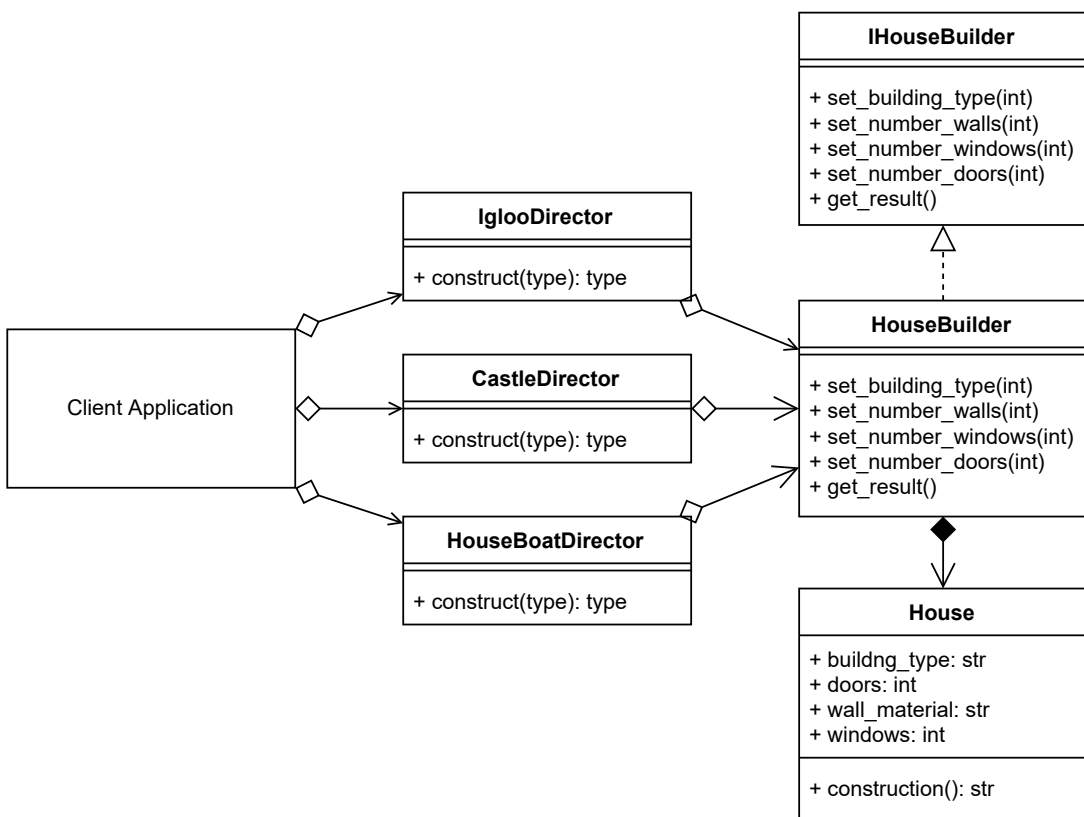 IHouseBuilder
+ set_building_type(int)
+ set_number_walls(int)
+ set_number_windows(int)
+ set_number_doors(int)
+ get_result()
IglooDirector
+ construct(type): type
Client Application
CastleDirector
+ construct(type): type
HouseBoatDirector
+ construct(type): type
HouseBuilder
+ set_building_type(int)
+ set_number_walls(int)
+ set_number_windows(int)
+ set_number_doors(int)
+ get_result()
House
+ buildng_type: str
+ doors: int
+ wall_material: str
+ windows: int
+ construction(): str